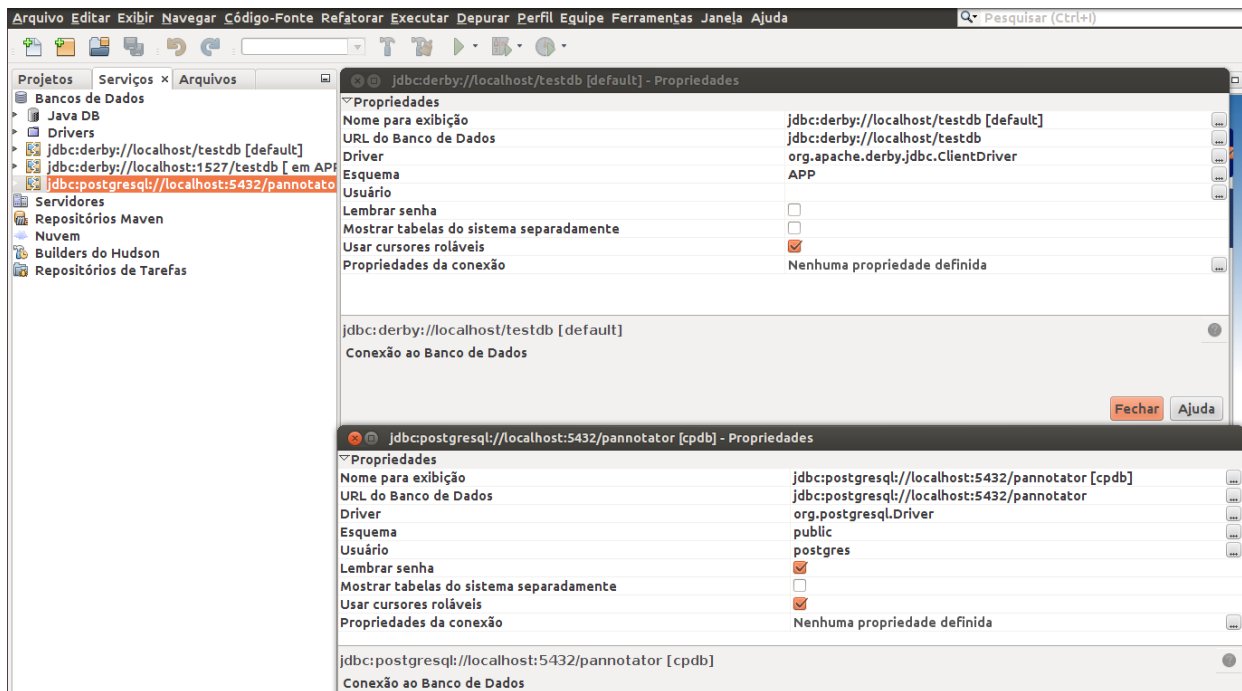 Arquivo Editar Exibir Navegar Código-Fonte Refatorar Executar Depurar Perfil Equipe Ferramentas Janela Ajuda
Pesquisar (Ctrl+I)
Projetos Serviços × Arquivos
Bancos de Dados
Java DB
Drivers
jdbc:derby://localhost/testdb [default]
jdbc:derby://localhost:1527/testdb [ em APP
jdbc:postgresql://localhost:5432/pannotato
Servidores
Repositórios Maven
Nuvem
Builders do Hudson
Repositórios de Tarefas
jdbc:derby://localhost/testdb [default] - Propriedades
Propriedades
Nome para exibição jdbc:derby://localhost/testdb [default] ...
URL do Banco de Dados jdbc:derby://localhost/testdb ...
Driver org.apache.derby.jdbc.ClientDriver ...
Esquema APP ...
Usuário ...
Lembrar senha
Mostrar tabelas do sistema separadamente
Usar cursores roláveis
Propriedades da conexão Nenhuma propriedade definida ...
jdbc:derby://localhost/testdb [default] ?
Conexão ao Banco de Dados
Fechar Ajuda
jdbc:postgresql://localhost:5432/pannotator [cpdb] - Propriedades
Propriedades
Nome para exibição jdbc:postgresql://localhost:5432/pannotator [cpdb] ...
URL do Banco de Dados jdbc:postgresql://localhost:5432/pannotator ...
Driver org.postgresql.Driver ...
Esquema public ...
Usuário postgres ...
Lembrar senha
Mostrar tabelas do sistema separadamente
Usar cursores roláveis
Propriedades da conexão Nenhuma propriedade definida ...
jdbc:postgresql://localhost:5432/pannotator [cpdb] ?
Conexão ao Banco de Dados